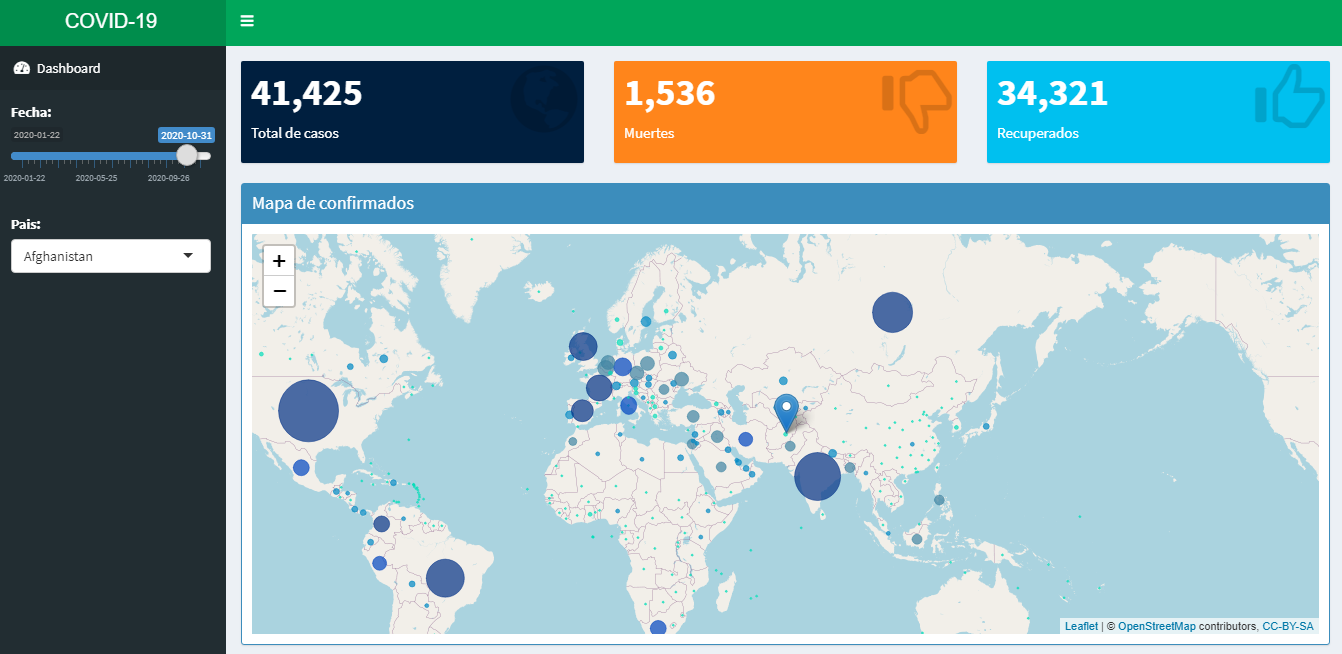 COVID-19
Dashboard
Fecha:
2020-01-22
2020-10-31
2020-01-22 2020-05-25 2020-09-26
Pais:
Afghanistan
41,425
Total de casos
1,536
Muertes
34,321
Recuperados
Mapa de confirmados
+
−
Leaflet | © OpenStreetMap contributors, CC-BY-SA